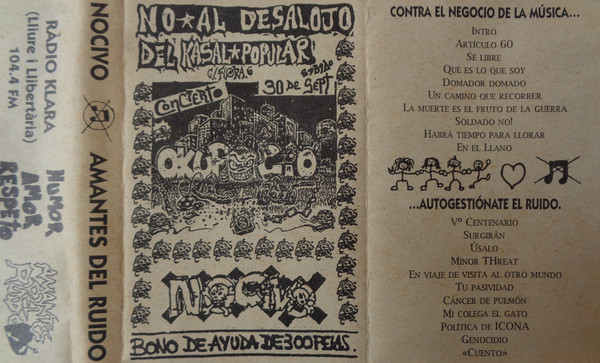 RÀDIO KLARA
(Lliure i Llibertària)
104.4 FM
HUMOR
AMOR
RESPETO
NOCIVO
AMANTES DEL RUIDO
NO★AL DESALOJO
DEL KASAL★POPULAR
C/FLORA 6
SABADO
30 DE SEPT
CONCIERTO
OKUPACIÓ
NOCIVO
BONO DE AYUDA DE 300 PELAS.
CONTRA EL NEGOCIO DE LA MÚSICA...
INTRO
ARTÍCULO 60
SÉ LIBRE
QUÉ ES LO QUE SOY
DOMADOR DOMADO
UN CAMINO QUE RECORRER
LA MUERTE ES EL FRUTO DE LA GUERRA
SOLDADO NO!
HABRÁ TIEMPO PARA LLORAR
EN EL LLANO
...AUTOGESTIÓNATE EL RUIDO.
Vº CENTENARIO
SURGIRÁN
ÚSALO
MINOR THREAT
EN VIAJE DE VISITA AL OTRO MUNDO
TU PASIVIDAD
CÁNCER DE PULMÓN
MI COLEGA EL GATO
POLÍTICA DE ICONA
GENOCIDIO
«CUENTO»